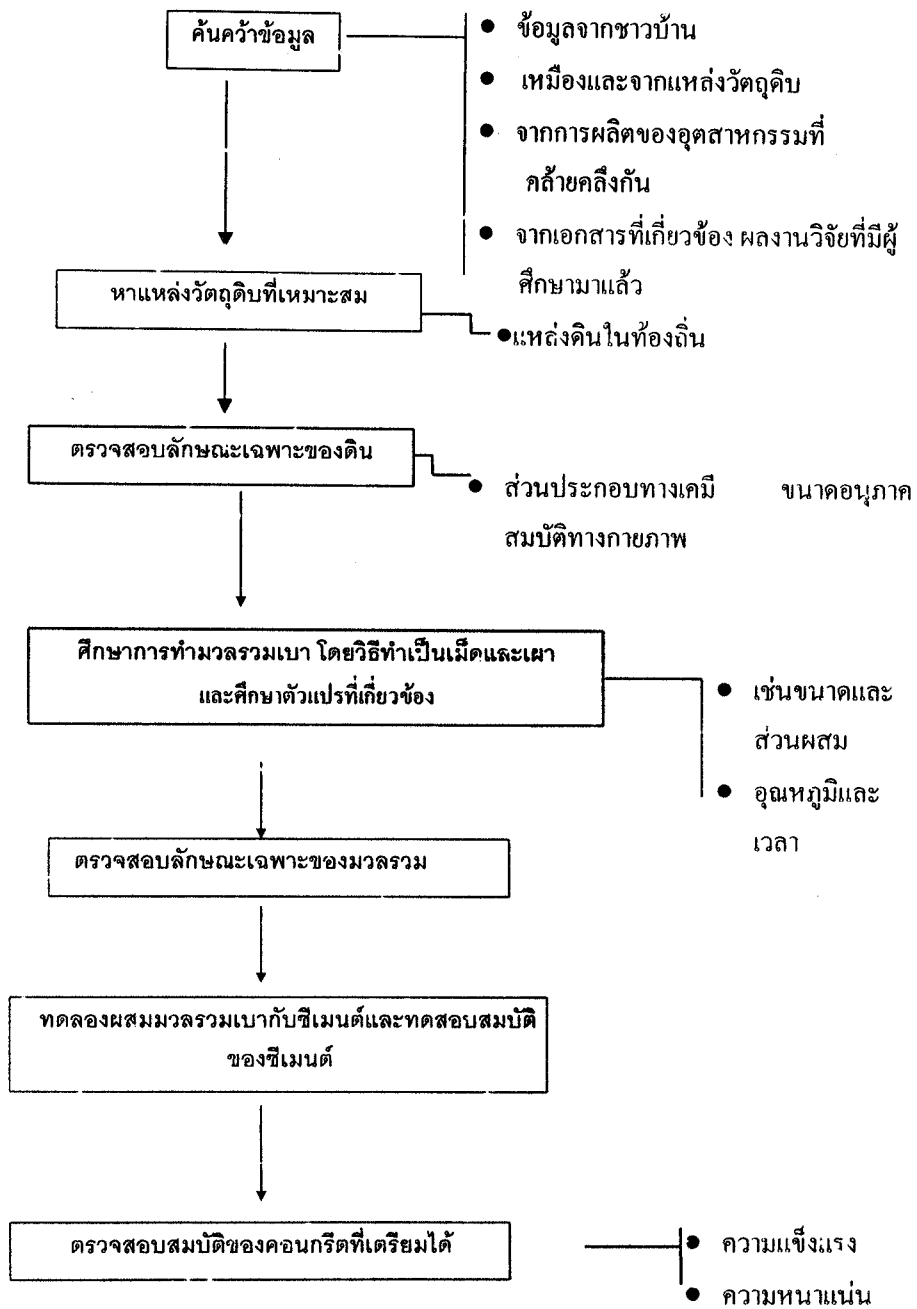 ค้นคว้าข้อมูล
● ข้อมูลจากชาวบ้าน
● เหมืองและจากแหล่งวัตถุดิบ
● จากการผลิตของอุตสาหกรรมที่
คล้ายคลึงกัน
● จากเอกสารที่เกี่ยวข้อง ผลงานวิจัยที่มีผู้
ศึกษามาแล้ว
หาแหล่งวัตถุดิบที่เหมาะสม
●แหล่งดินในท้องถิ่น
ตรวจสอบลักษณะเฉพาะของดิน
● ส่วนประกอบทางเคมี ขนาดอนุภาค
สมบัติทางกายภาพ
ศึกษาการทำมวลรวมเบา โดยวิธีทำเป็นเม็ดและเผา
และศึกษาตัวแปรที่เกี่ยวข้อง
● เช่นขนาดและ
ส่วนผสม
● อุณหภูมิและ
เวลา
ตรวจสอบลักษณะเฉพาะของมวลรวม
ทดลองผสมมวลรวมเบากับซีเมนต์และทดสอบสมบัติ
ของซีเมนต์
ตรวจสอบสมบัติของคอนกรีตที่เตรียมได้
● ความแข็งแรง
● ความหนาแน่น